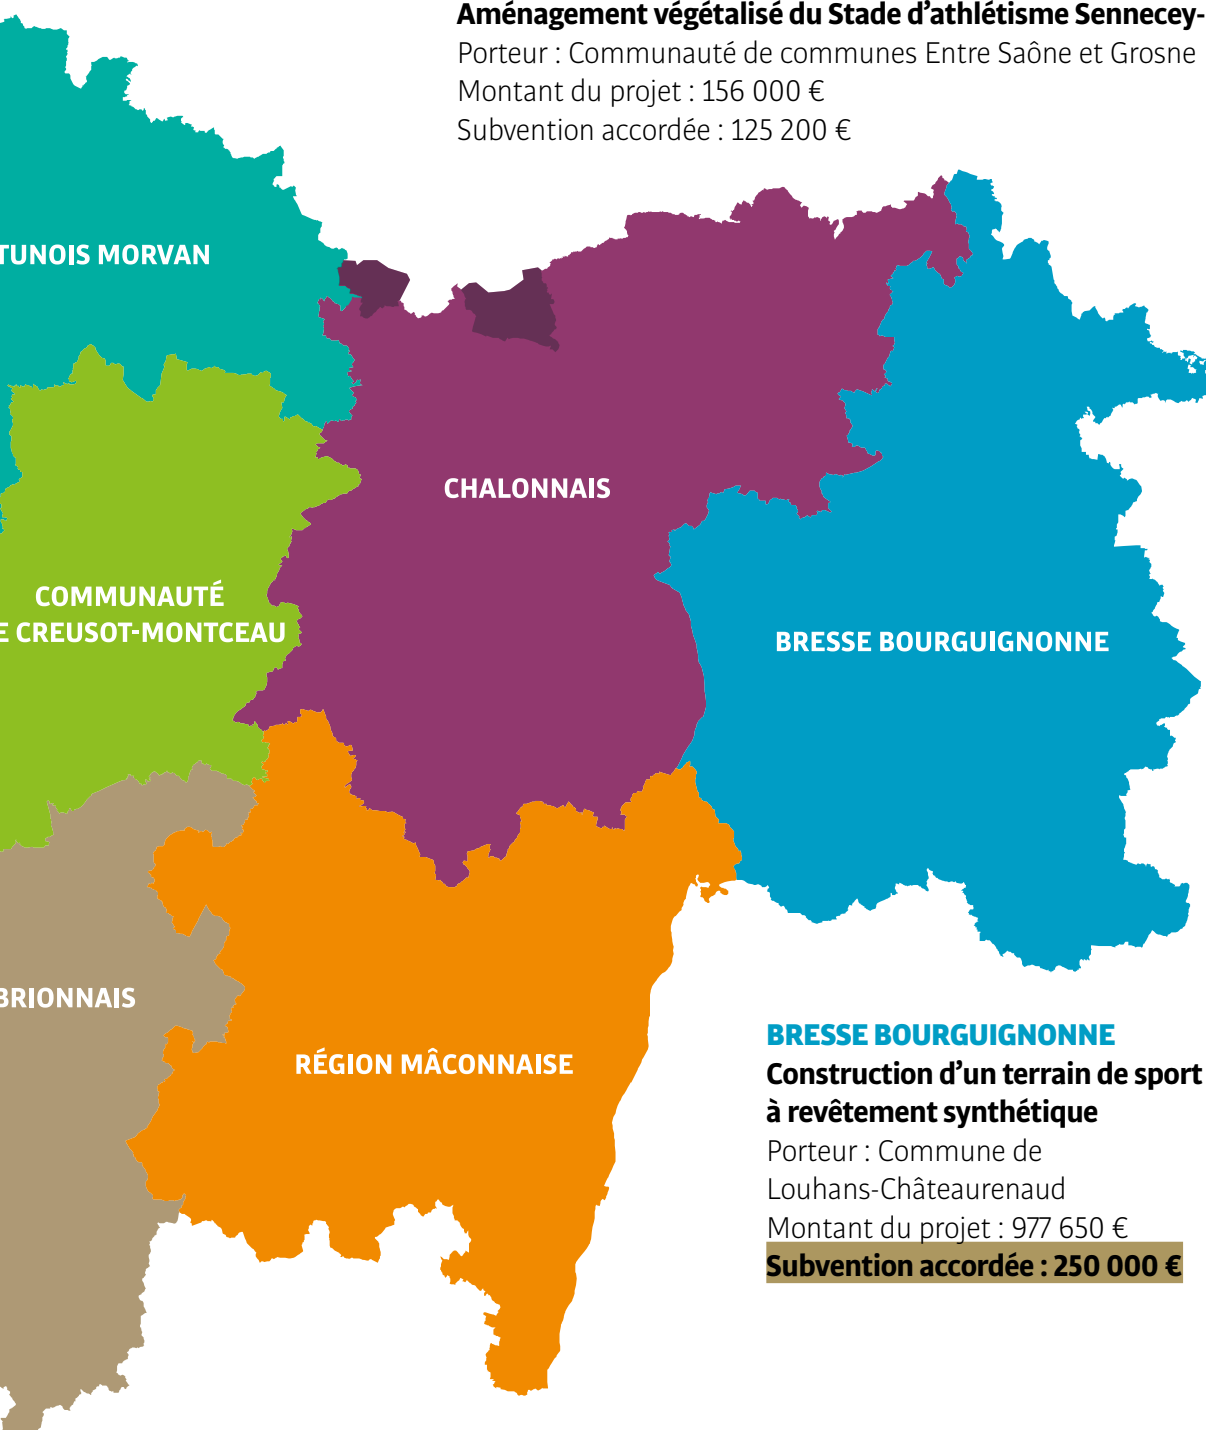 Aménagement végétalisé du Stade d’athlétisme Sennecey-
Porteur : Communauté de communes Entre Saône et Grosne
Montant du projet : 156 000 €
Subvention accordée : 125 200 €
TUNOIS MORVAN
CHALONNAIS
COMMUNAUTÉ
E CREUSOT-MONTCEAU
BRESSE BOURGUIGNONNE
BRIONNAIS
RÉGION MÂCONNAISE
BRESSE BOURGUIGNONNE
Construction d’un terrain de sport
à revêtement synthétique
Porteur : Commune de
Louhans-Châteaurenaud
Montant du projet : 977 650 €
Subvention accordée : 250 000 €